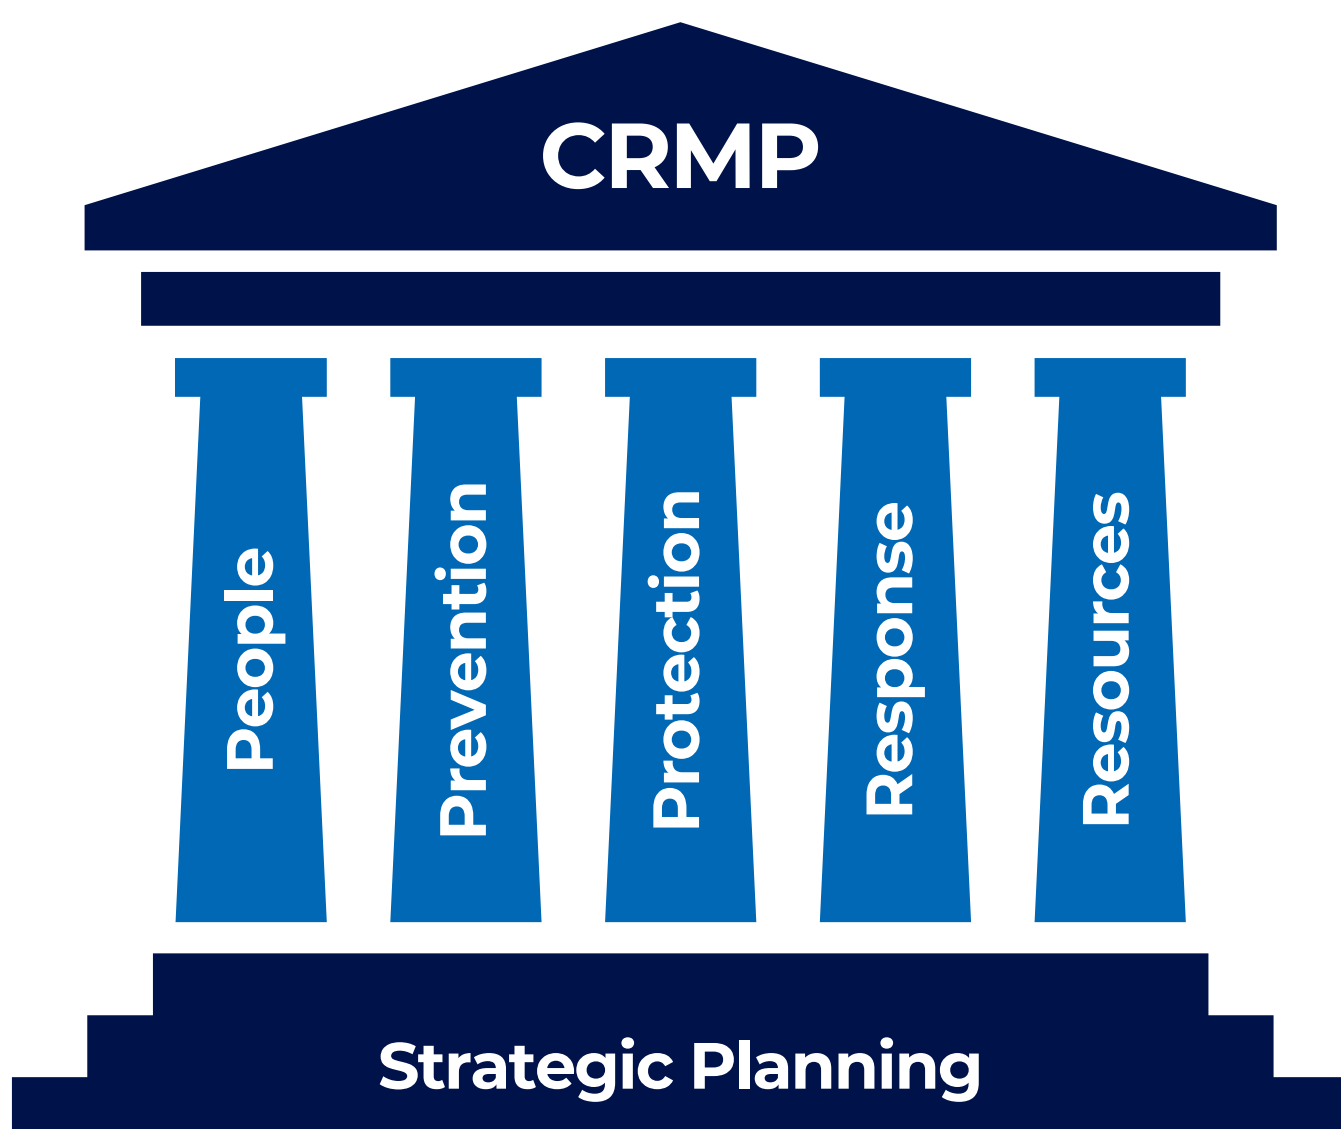 CRMP
People
Prevention
Protection
Response
Resources
Strategic Planning